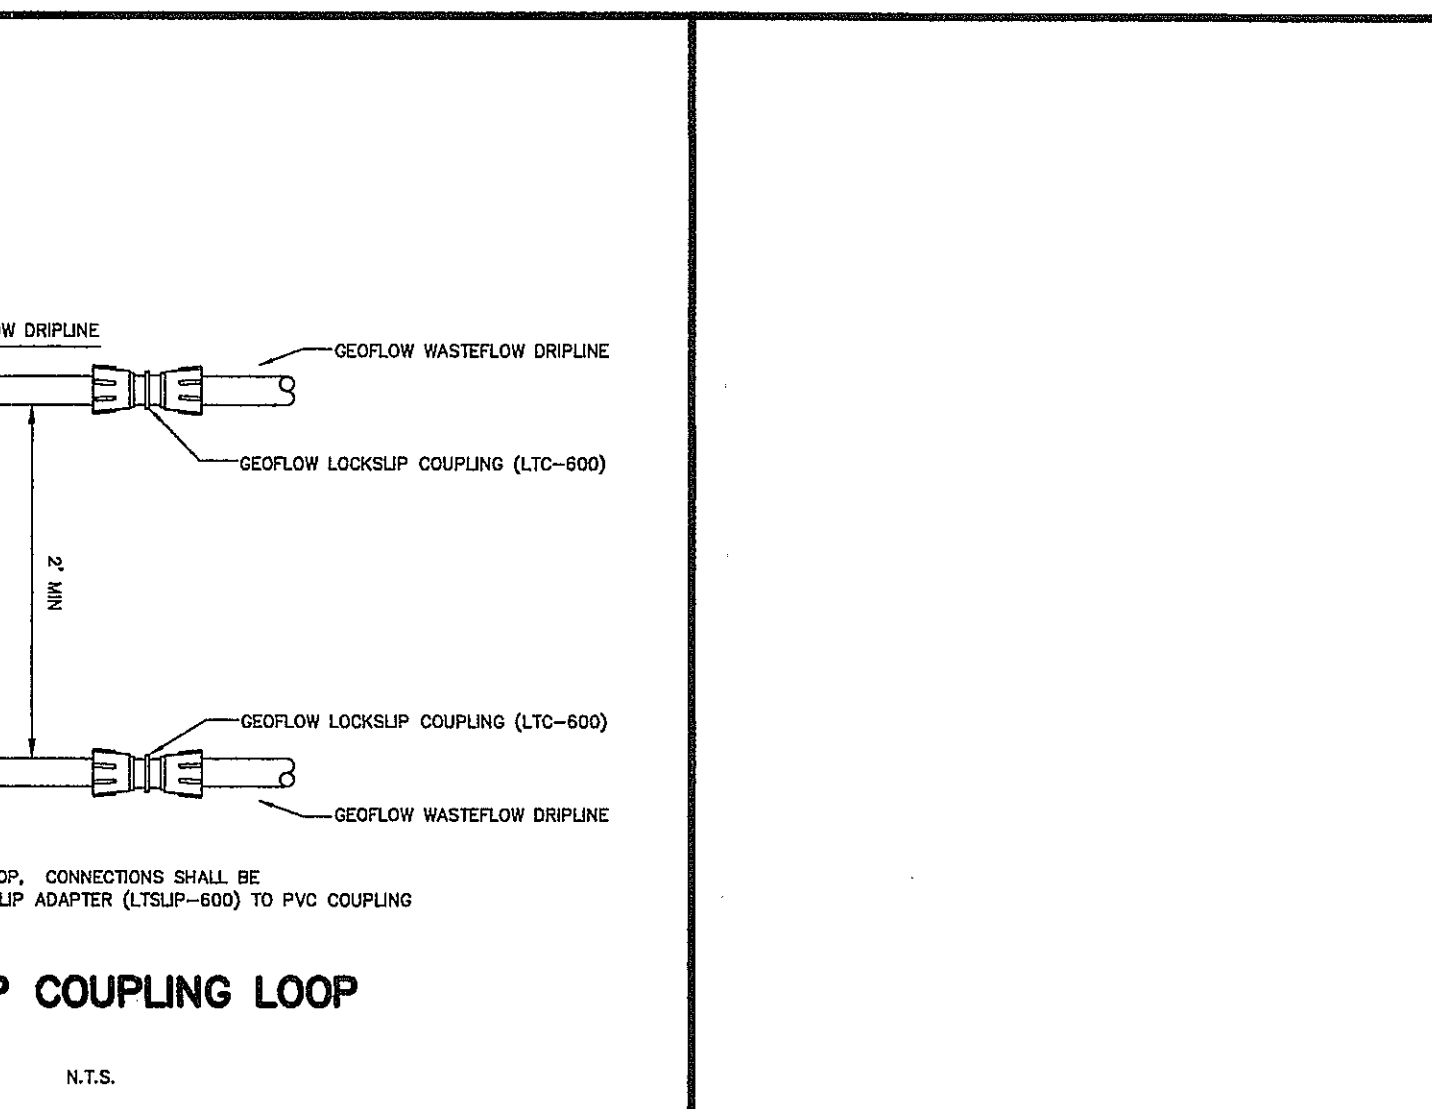 W DRIPLINE
GEOFLOW WASTEFLOW DRIPLINE
GEOFLOW LOCKSLIP COUPLING (LTC-600)
2' MIN
GEOFLOW LOCKSLIP COUPLING (LTC-600)
GEOFLOW WASTEFLOW DRIPLINE
OP, CONNECTIONS SHALL BE
LIP ADAPTER (LTSLIP-600) TO PVC COUPLING
P COUPLING LOOP
N.T.S.